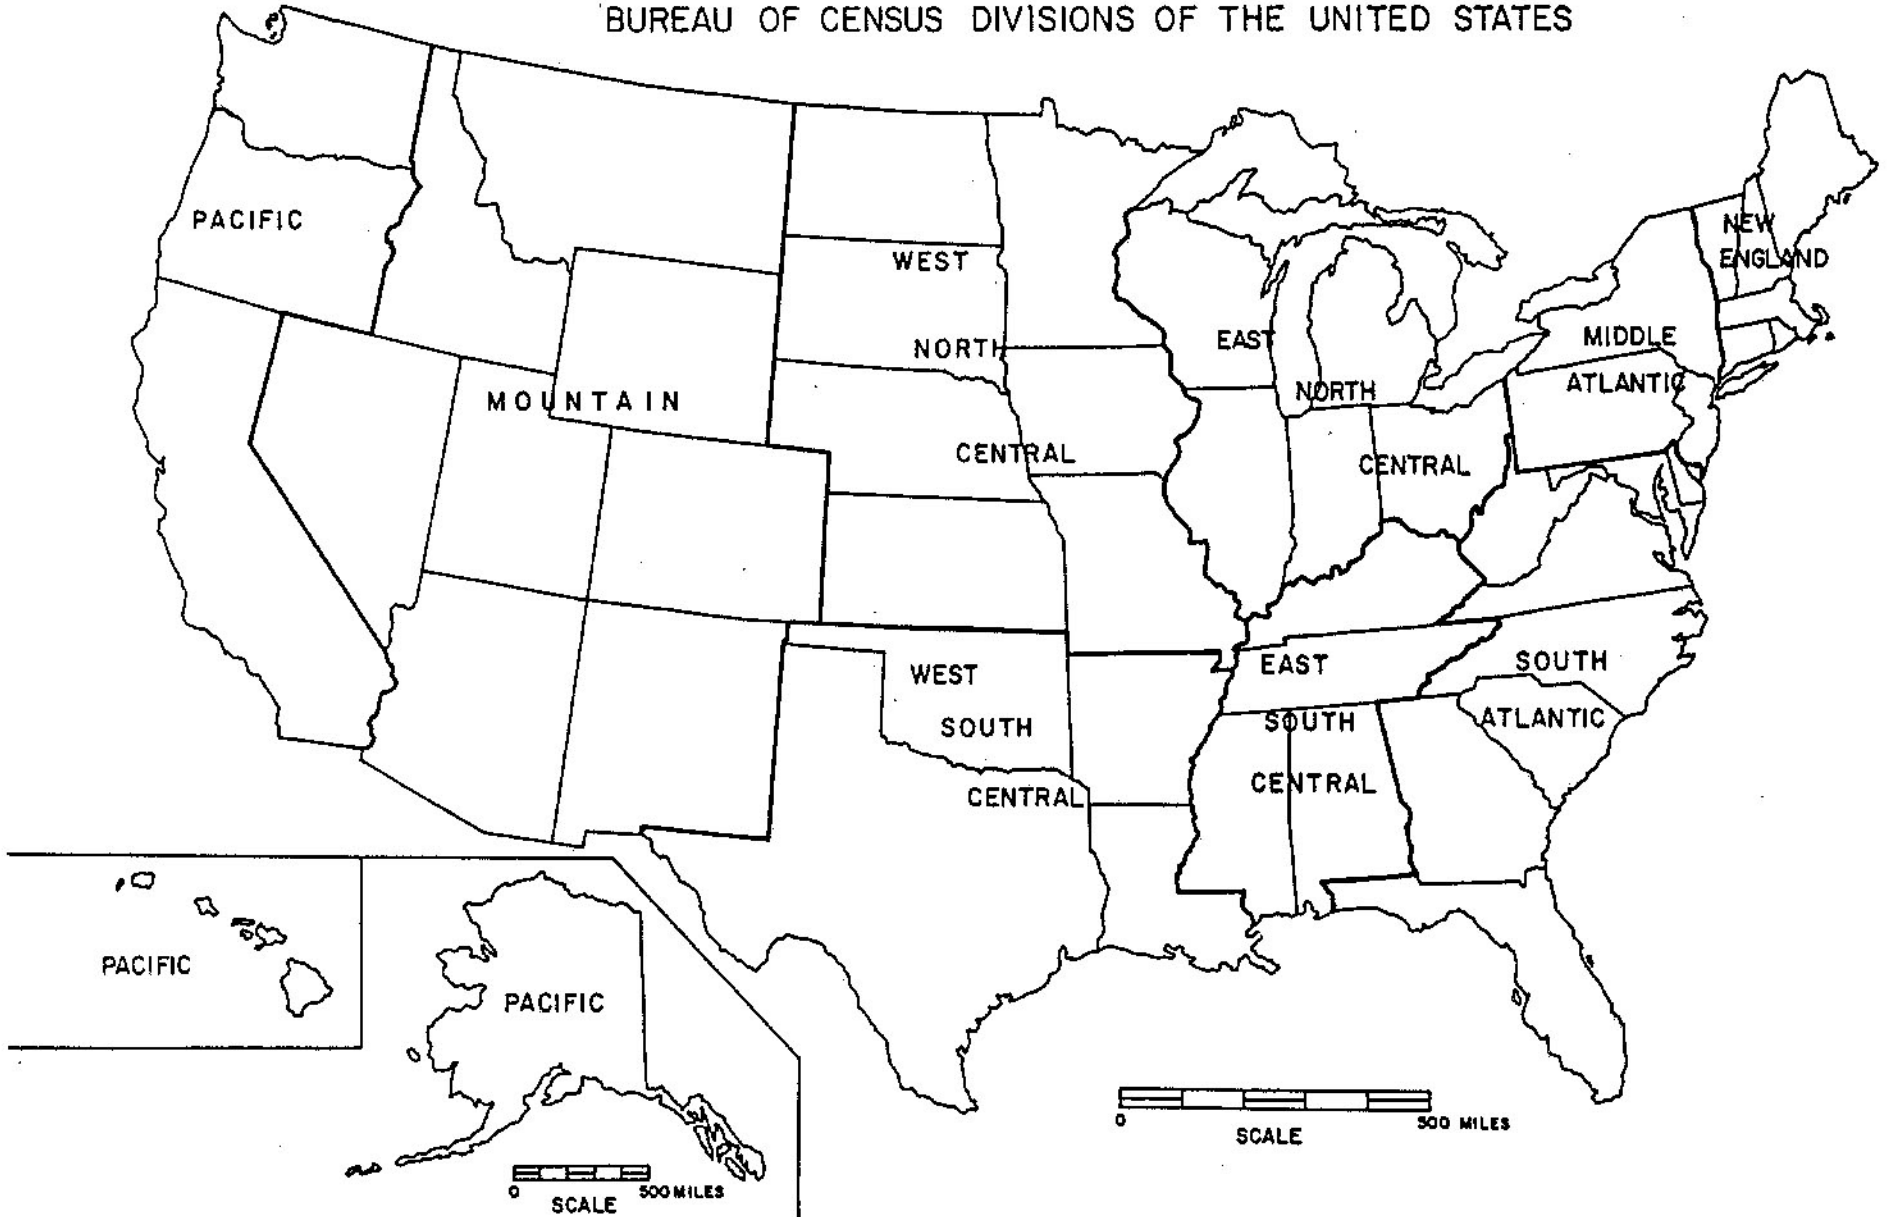 BUREAU OF CENSUS DIVISIONS OF THE UNITED STATES
PACIFIC
MOUNTAIN
WEST
NORTH
CENTRAL
EAST
NORTH
CENTRAL
NEW
ENGLAND
MIDDLE
ATLANTIC
WEST
SOUTH
CENTRAL
EAST
SOUTH
CENTRAL
SOUTH
ATLANTIC
PACIFIC
PACIFIC
0 500 MILES
SCALE
0 300 MILES
SCALE